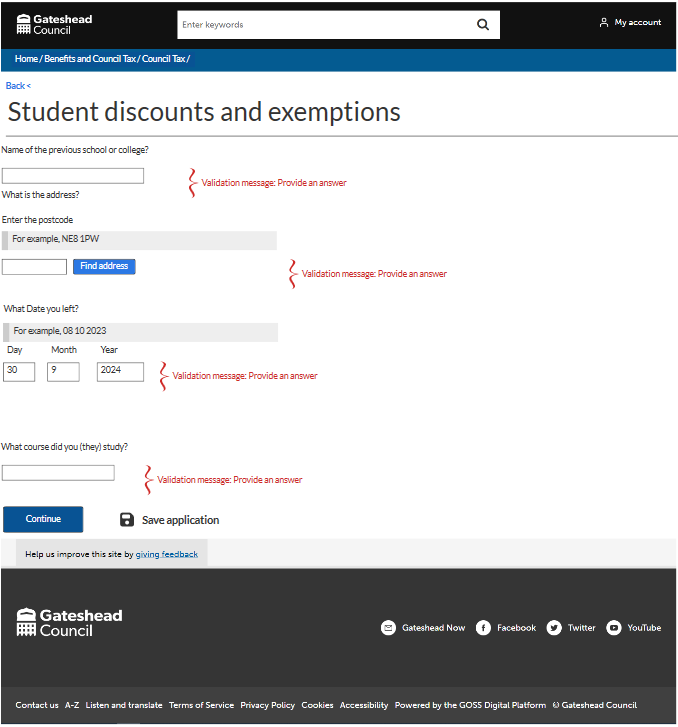 Gateshead
Council
Enter keywords
My account
Home / Benefits and Council Tax / Council Tax /
Back <
Student discounts and exemptions
Name of the previous school or college?
Validation message: Provide an answer
What is the address?
Enter the postcode
For example, NE8 1PW
Find address
Validation message: Provide an answer
What Date you left?
For example, 08 10 2023
Day Month Year
30 9 2024
Validation message: Provide an answer
What course did you (they) study?
Validation message: Provide an answer
Continue Save application
Help us improve this site by giving feedback
Gateshead
Council
Gateshead Now Facebook Twitter YouTube
Contact us A-Z Listen and translate Terms of Service Privacy Policy Cookies Accessibility Powered by the GOSS Digital Platform © Gateshead Council